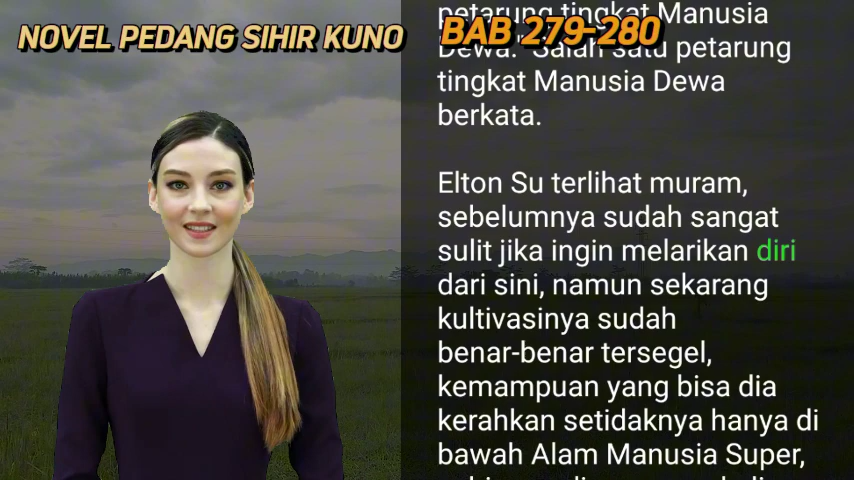 NOVEL PEDANG SIHIR KUNO
BAB 279-280
petarung tingkat Manusia
Dewa." Salah satu petarung
tingkat Manusia Dewa
berkata.
Elton Su terlihat muram,
sebelumnya sudah sangat
sulit jika ingin melarikan diri
dari sini, namun sekarang
kultivasinya sudah
benar-benar tersegel,
kemampuan yang bisa dia
kerahkan setidaknya hanya di
bawah Alam Manusia Super,